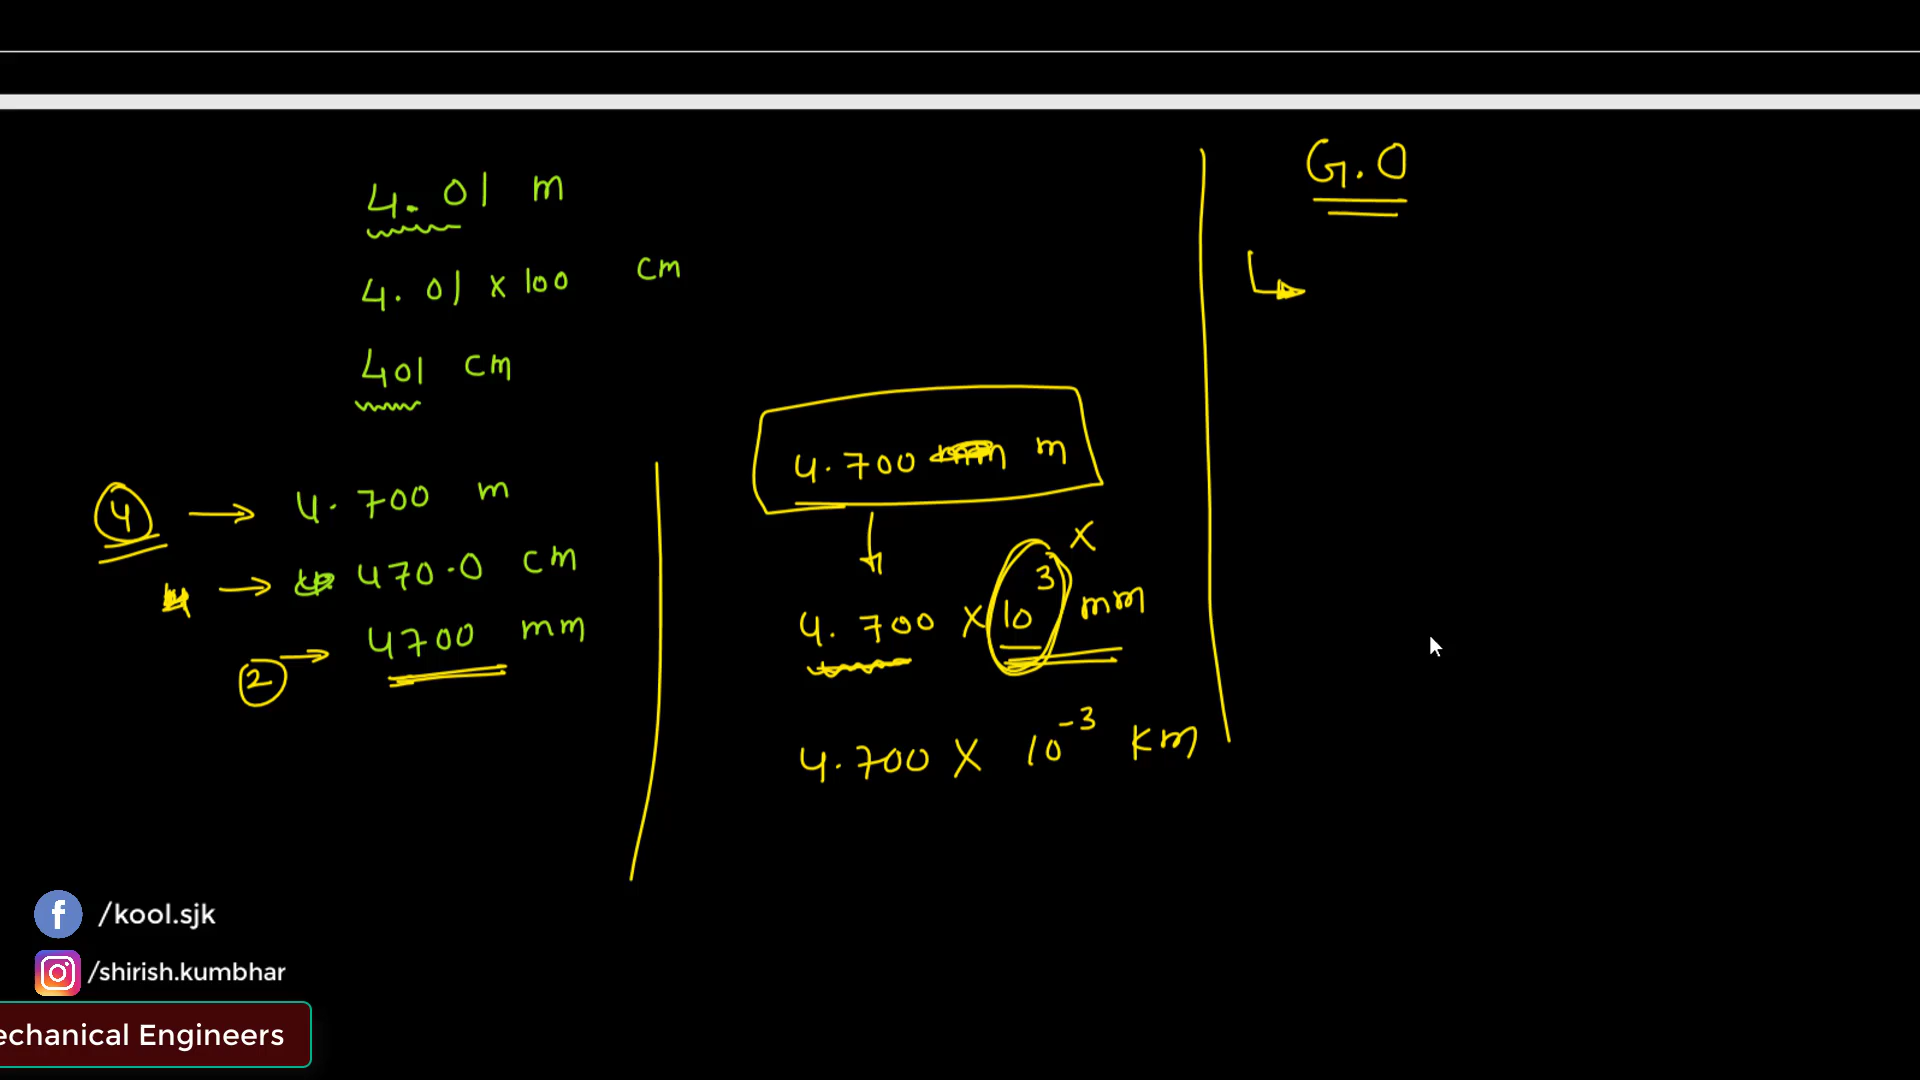 4.01 m
4.01 x 100 cm
401 cm
4 → 4.700 m
→ 470.0 cm
2 → 4700 mm
4.700 m
4.700 x 10³ mm
x
4.700 x 10⁻³ km
G.O
/kool.sjk
/shirish.kumbhar
echanical Engineers